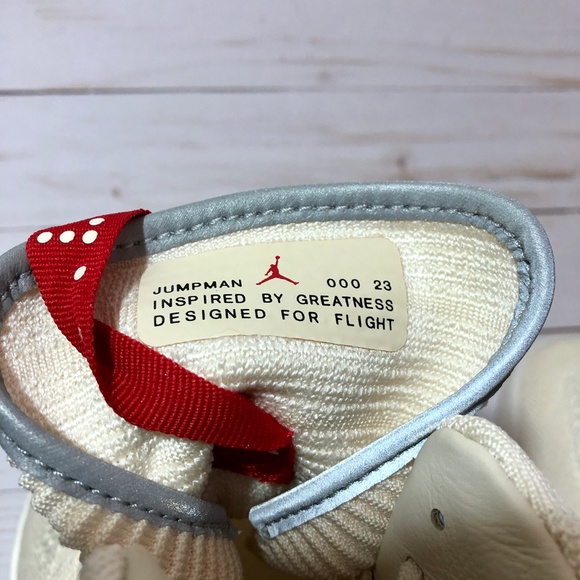 JUMPMAN 000 23
INSPIRED BY GREATNESS
DESIGNED FOR FLIGHT